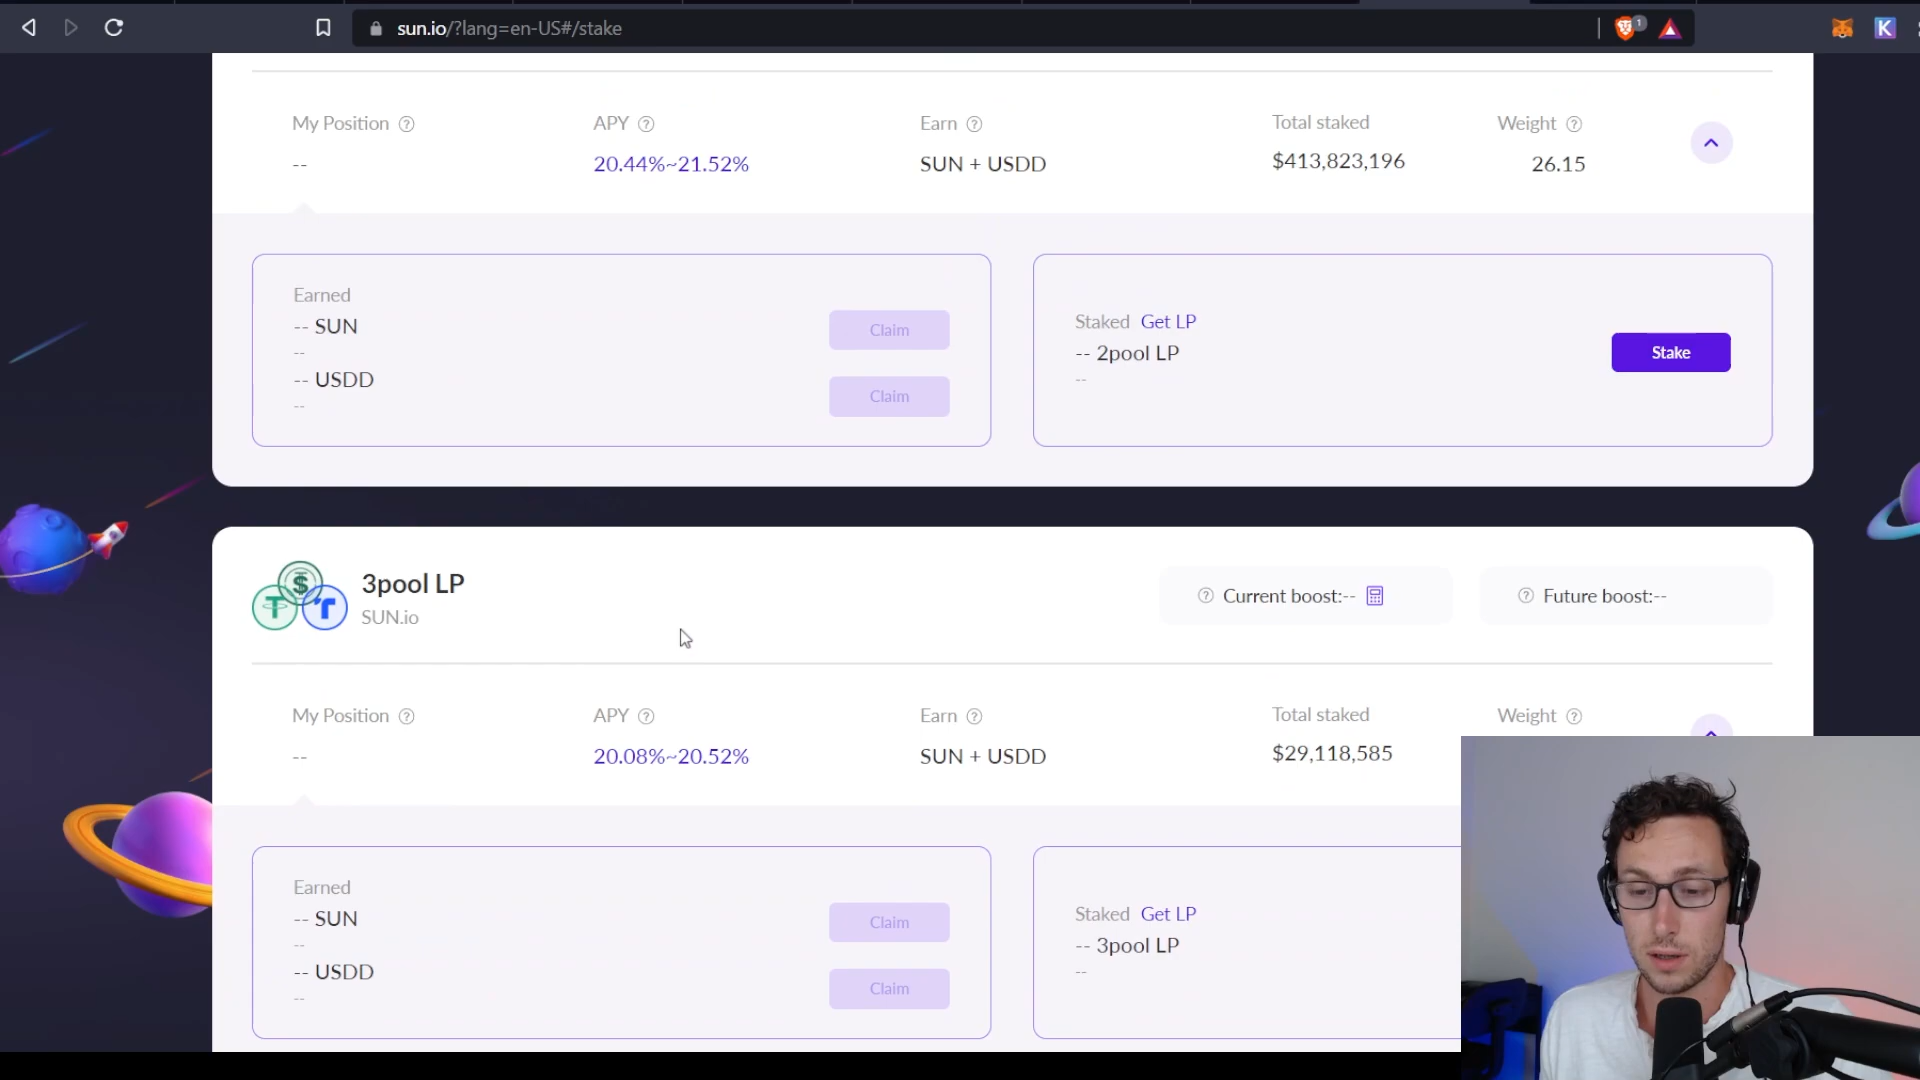 sun.io/?lang=en-US#/stake
1
K
My Position ?
APY ?
Earn ?
Total staked
Weight ?
--
20.44%~21.52%
SUN + USDD
$413,823,196
26.15
Earned
-- SUN
--
-- USDD
--
Claim
Claim
Staked Get LP
-- 2pool LP
--
Stake
3pool LP
SUN.io
? Current boost:--
? Future boost:--
My Position ?
APY ?
Earn ?
Total staked
Weight ?
--
20.08%~20.52%
SUN + USDD
$29,118,585
Earned
-- SUN
--
-- USDD
--
Claim
Claim
Staked Get LP
-- 3pool LP
--